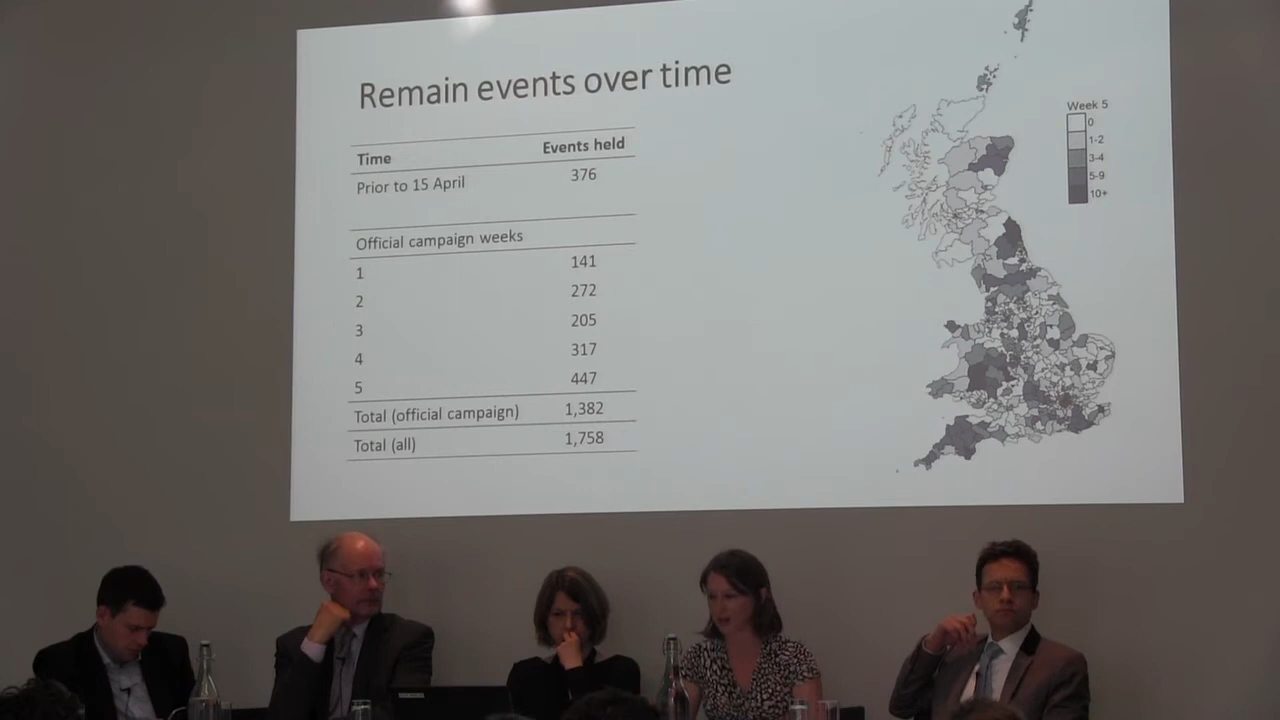 Remain events over time
Time Events held
Prior to 15 April 376
Official campaign weeks
1 141
2 272
3 205
4 317
5 447
Total (official campaign) 1,382
Total (all) 1,758
Week 5
0
1-2
3-4
5-9
10+